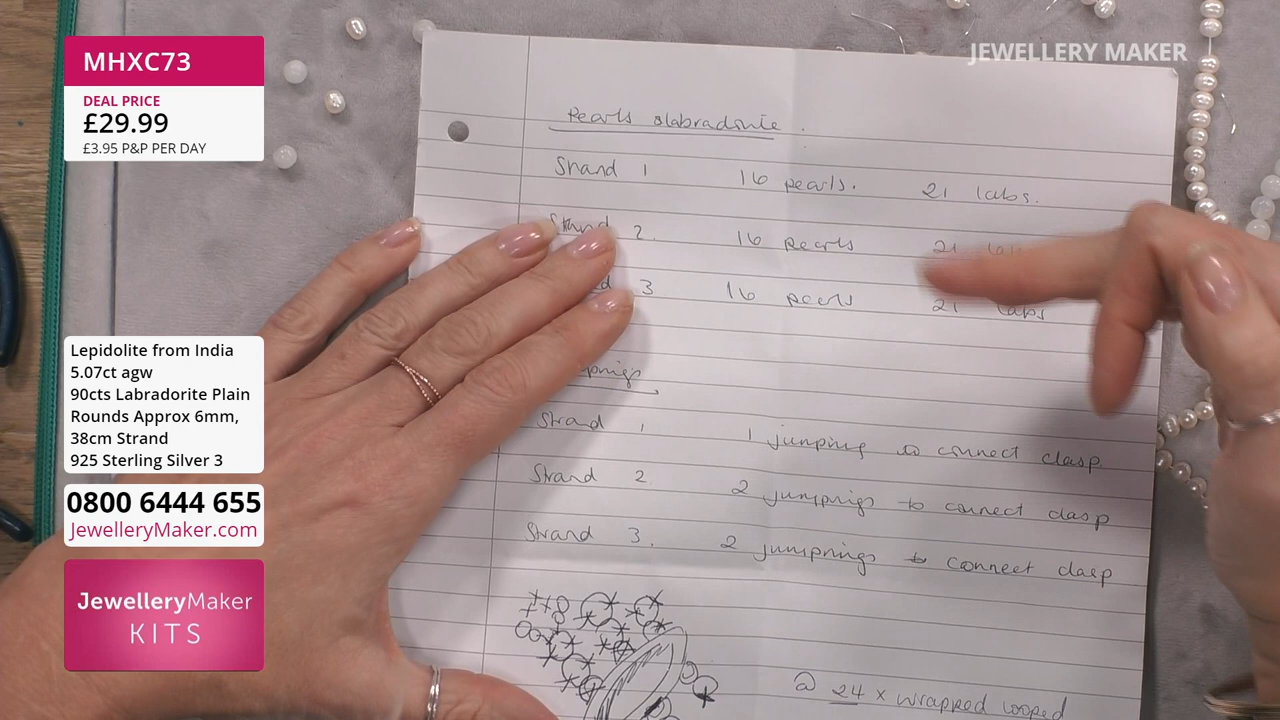 MHXC73
DEAL PRICE
£29.99
£3.95 P&P PER DAY
Lepidolite from India
5.07ct agw
90cts Labradorite Plain
Rounds Approx 6mm,
38cm Strand
925 Sterling Silver 3
0800 6444 655
JewelleryMaker.com
JewelleryMaker
KITS
JEWELLERY MAKER
Pearls
Strand 1 16 pearls. 21 labs.
Strand 2. 16 pearls 21
3 16 pearls 21 labs
Strand 1 1 jumpring to connect clasp
Strand 2. 2 jumprings to connect clasp
Strand 3. 2 jumprings to connect clasp
24 x wrapped looped